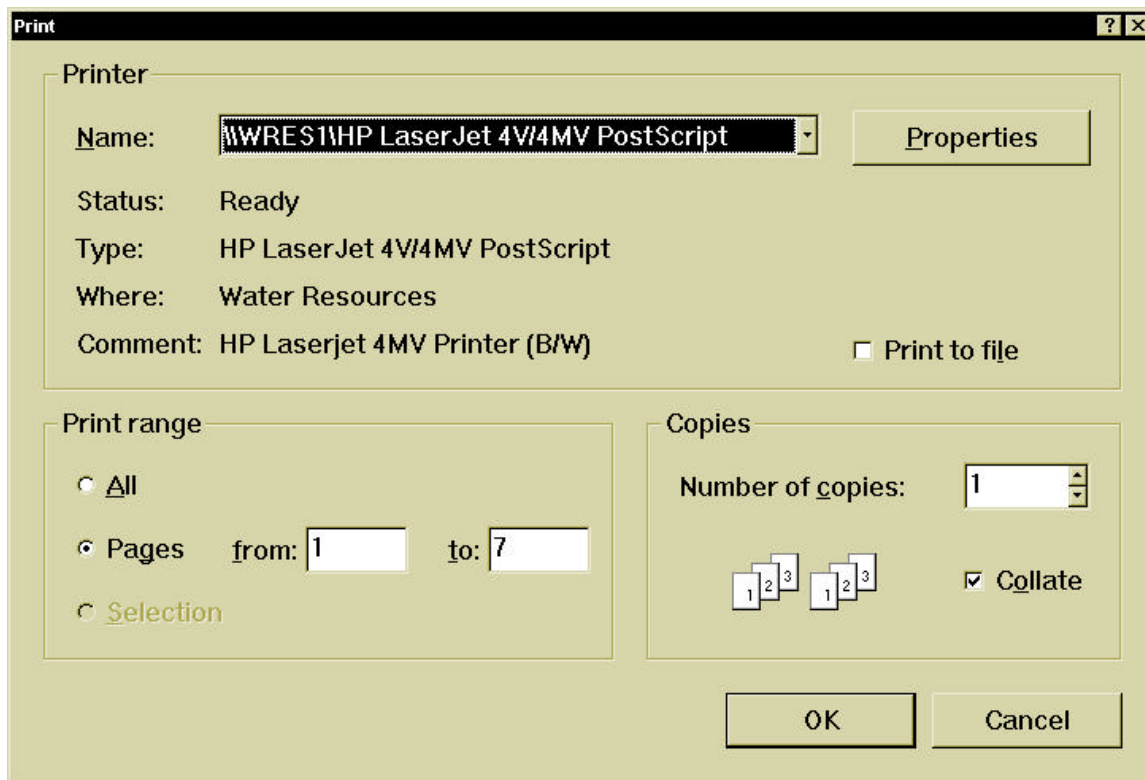 Print
Printer
Name: \\WRES1\HP LaserJet 4V/4MV PostScript Properties
Status: Ready
Type: HP LaserJet 4V/4MV PostScript
Where: Water Resources
Comment: HP Laserjet 4MV Printer (B/W) Print to file
Print range
All
Pages from: 1 to: 7
Selection
Copies
Number of copies: 1
1 2 3 1 2 3 Collate
OK Cancel